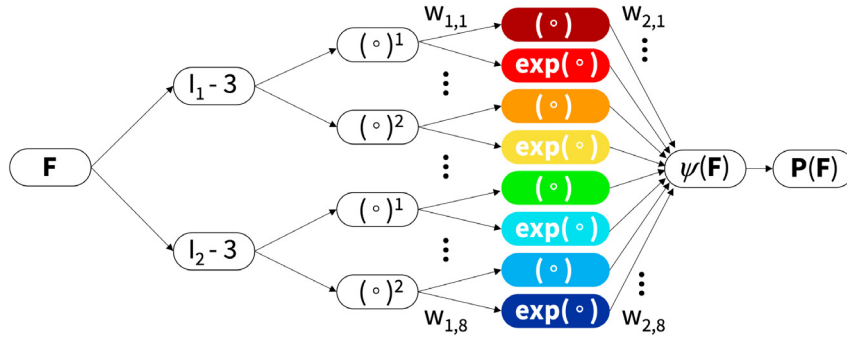 F
I₁ - 3
I₂ - 3
(∘)¹
(∘)²
(∘)¹
(∘)²
w₁,₁
w₁,₈
(∘)
exp(∘)
(∘)
exp(∘)
(∘)
exp(∘)
(∘)
exp(∘)
w₂,₁
w₂,₈
ψ(F)
P(F)